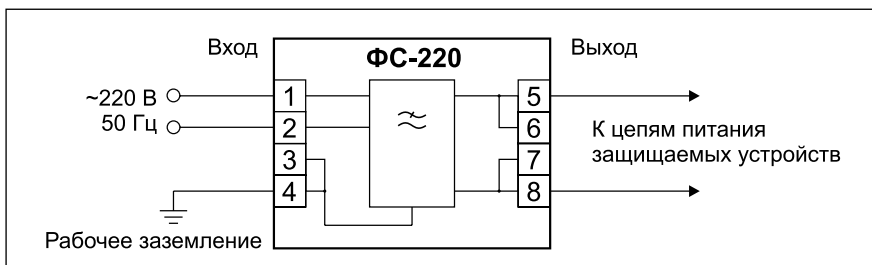 Вход
ФС-220
Выход
~220 В
50 Гц
1
2
3
4
5
6
7
8
К цепям питания
защищаемых устройств
Рабочее заземление